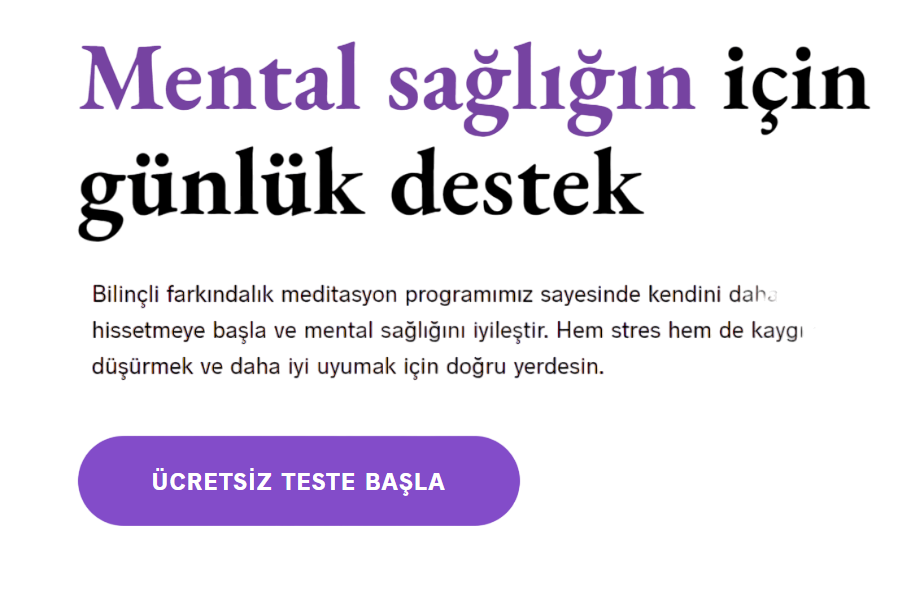 Mental sağlığın için
günlük destek
Bilinçli farkındalık meditasyon programımız sayesinde kendini daha
hissetmeye başla ve mental sağlığını iyileştir. Hem stres hem de kaygı
düşürmek ve daha iyi uyumak için doğru yerdesin.
ÜCRETSİZ TESTE BAŞLA